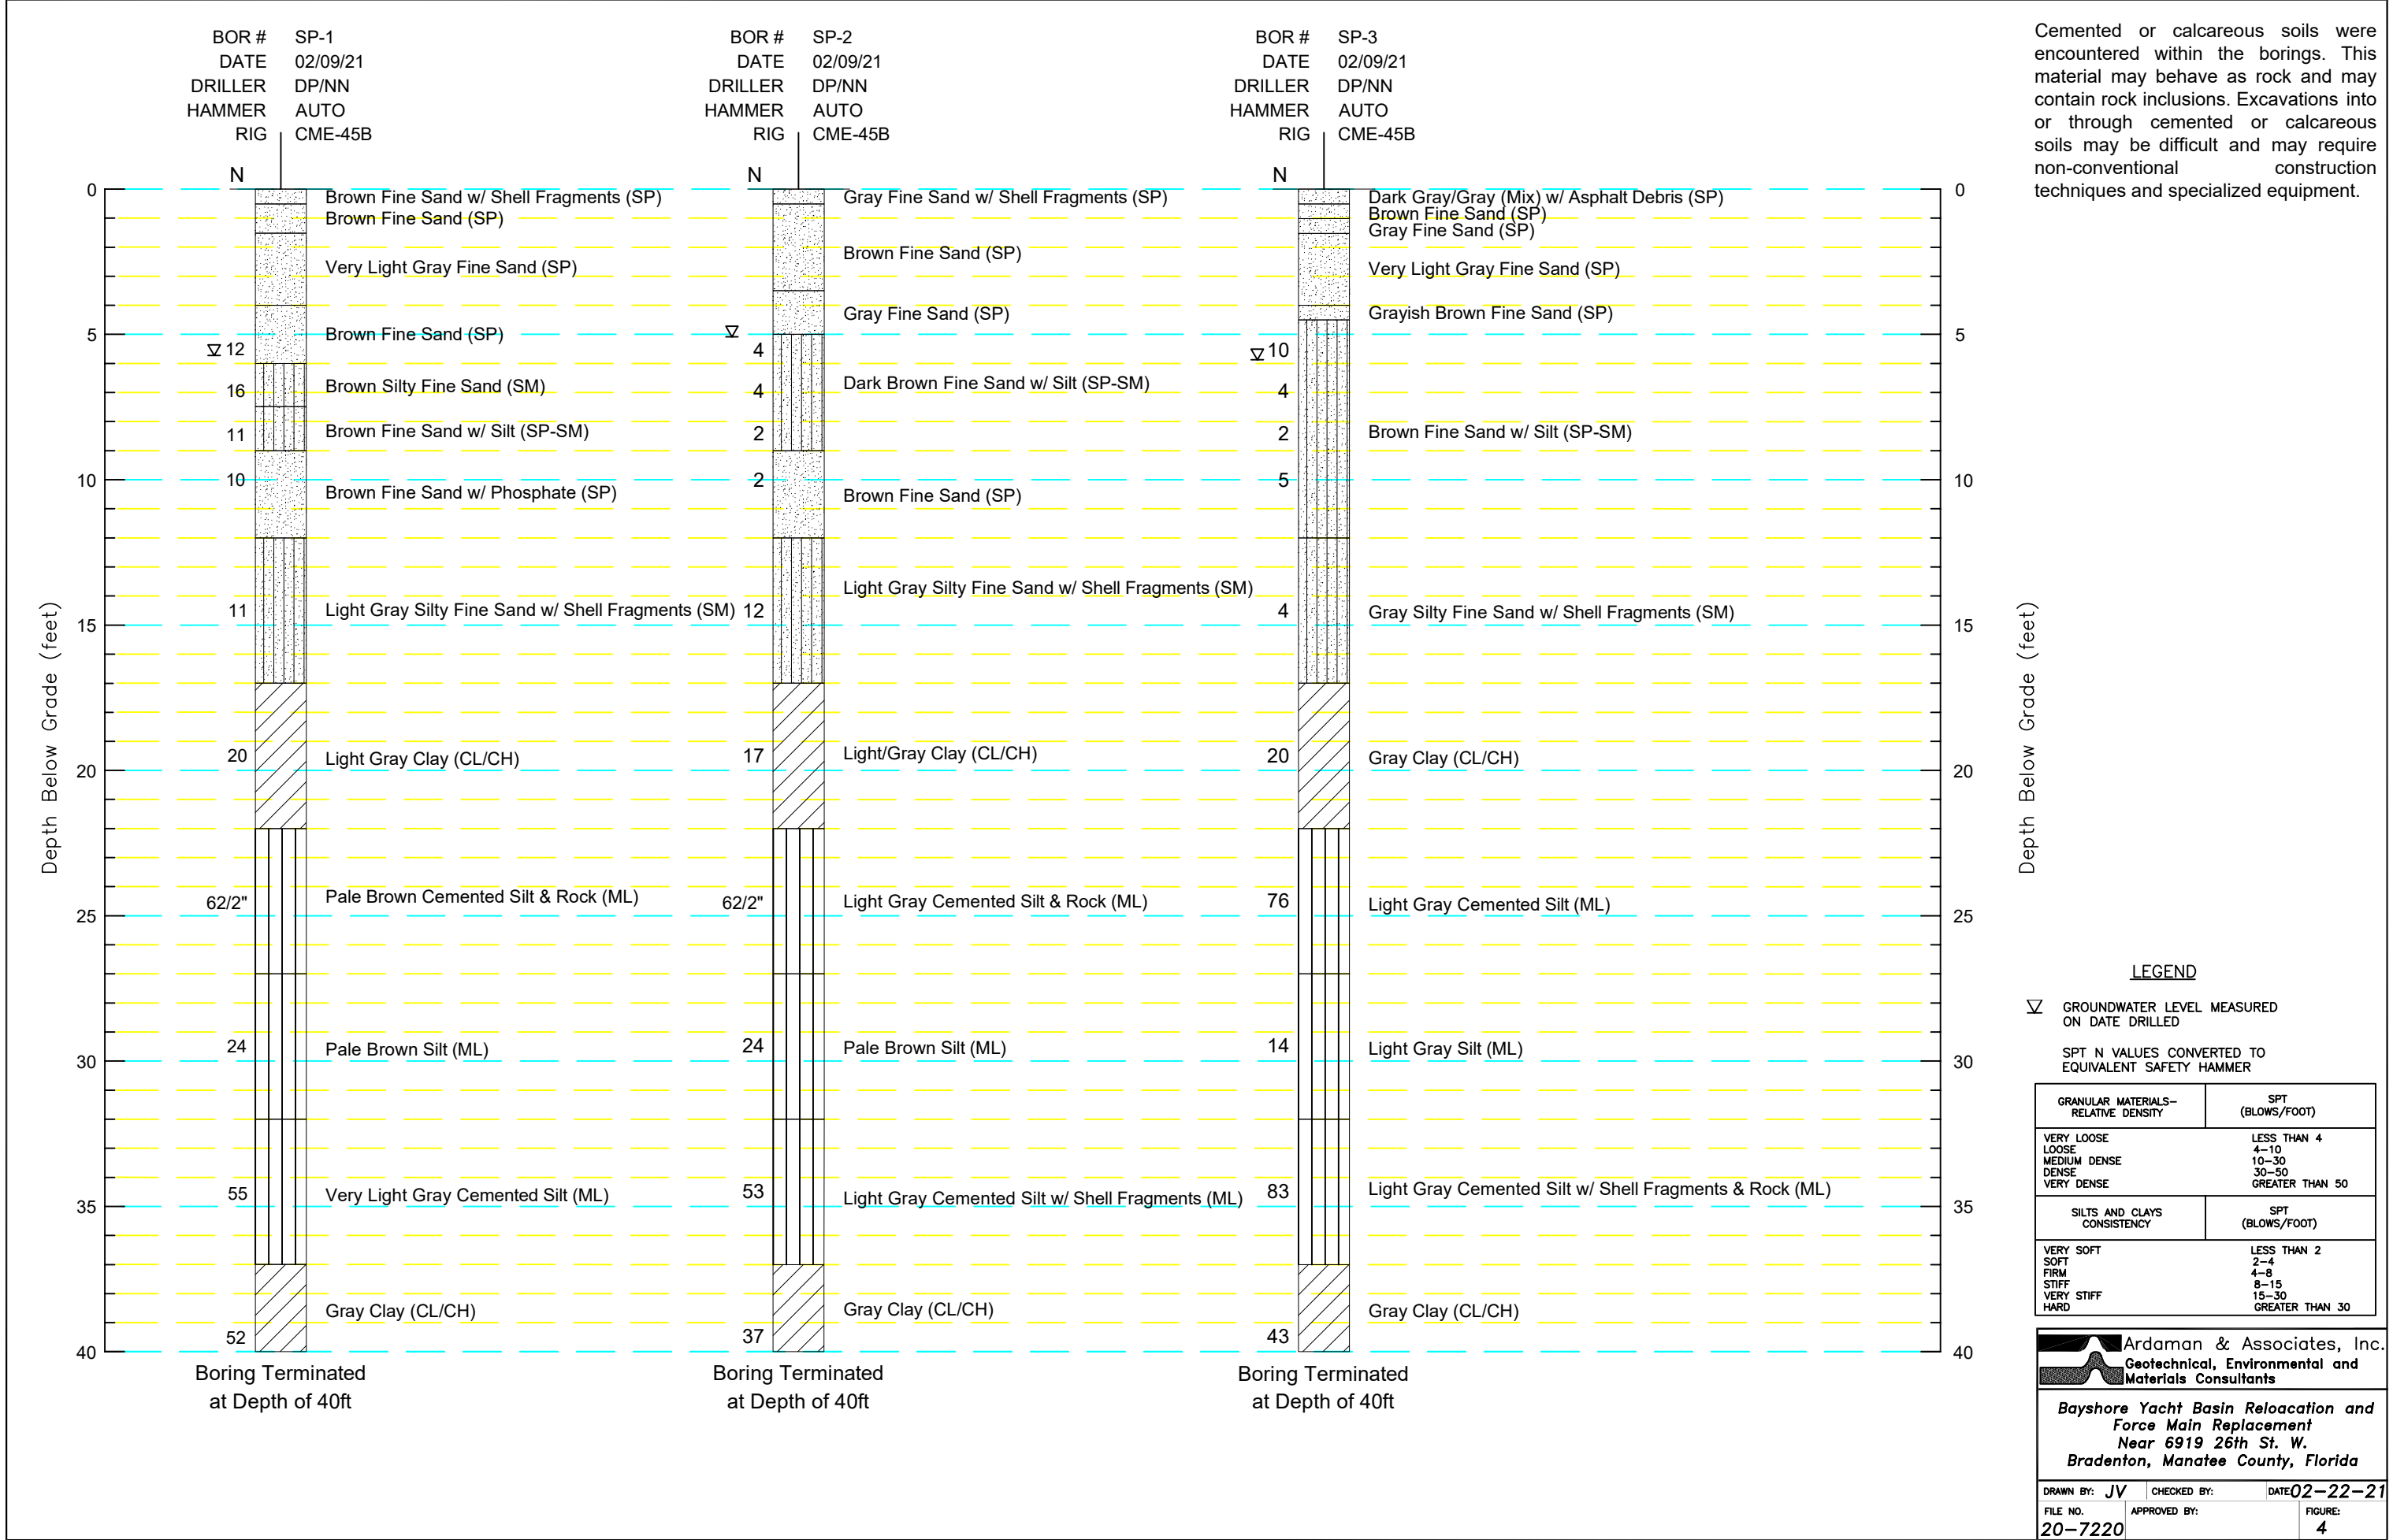 BOR # SP-1
DATE 02/09/21
DRILLER DP/NN
HAMMER AUTO
RIG CME-45B
N
Brown Fine Sand w/ Shell Fragments (SP)
Brown Fine Sand (SP)
Very Light Gray Fine Sand (SP)
Brown Fine Sand (SP)
12
16 Brown Silty Fine Sand (SM)
11 Brown Fine Sand w/ Silt (SP-SM)
10 Brown Fine Sand w/ Phosphate (SP)
11 Light Gray Silty Fine Sand w/ Shell Fragments (SM)
20 Light Gray Clay (CL/CH)
62/2" Pale Brown Cemented Silt & Rock (ML)
24 Pale Brown Silt (ML)
55 Very Light Gray Cemented Silt (ML)
Gray Clay (CL/CH)
52
Boring Terminated
at Depth of 40ft
BOR # SP-2
DATE 02/09/21
DRILLER DP/NN
HAMMER AUTO
RIG CME-45B
N
Gray Fine Sand w/ Shell Fragments (SP)
Brown Fine Sand (SP)
Gray Fine Sand (SP)
4
4 Dark Brown Fine Sand w/ Silt (SP-SM)
2
2 Brown Fine Sand (SP)
Light Gray Silty Fine Sand w/ Shell Fragments (SM)
12
17 Light/Gray Clay (CL/CH)
62/2" Light Gray Cemented Silt & Rock (ML)
24 Pale Brown Silt (ML)
53 Light Gray Cemented Silt w/ Shell Fragments (ML)
Gray Clay (CL/CH)
37
Boring Terminated
at Depth of 40ft
BOR # SP-3
DATE 02/09/21
DRILLER DP/NN
HAMMER AUTO
RIG CME-45B
N
Dark Gray/Gray (Mix) w/ Asphalt Debris (SP)
Brown Fine Sand (SP)
Gray Fine Sand (SP)
Very Light Gray Fine Sand (SP)
Grayish Brown Fine Sand (SP)
10
4
2 Brown Fine Sand w/ Silt (SP-SM)
5
4 Gray Silty Fine Sand w/ Shell Fragments (SM)
20 Gray Clay (CL/CH)
76 Light Gray Cemented Silt (ML)
14 Light Gray Silt (ML)
83 Light Gray Cemented Silt w/ Shell Fragments & Rock (ML)
Gray Clay (CL/CH)
43
Boring Terminated
at Depth of 40ft
Depth Below Grade (feet)
0
5
10
15
20
25
30
35
40
0
5
10
15
20
25
30
35
40
Depth Below Grade (feet)
Cemented or calcareous soils were
encountered within the borings. This
material may behave as rock and may
contain rock inclusions. Excavations into
or through cemented or calcareous
soils may be difficult and may require
non-conventional construction
techniques and specialized equipment.
LEGEND
GROUNDWATER LEVEL MEASURED
ON DATE DRILLED
SPT N VALUES CONVERTED TO
EQUIVALENT SAFETY HAMMER
GRANULAR MATERIALS-
RELATIVE DENSITY
SPT
(BLOWS/FOOT)
VERY LOOSE LESS THAN 4
LOOSE 4-10
MEDIUM DENSE 10-30
DENSE 30-50
VERY DENSE GREATER THAN 50
SILTS AND CLAYS
CONSISTENCY
SPT
(BLOWS/FOOT)
VERY SOFT LESS THAN 2
SOFT 2-4
FIRM 4-8
STIFF 8-15
VERY STIFF 15-30
HARD GREATER THAN 30
Ardaman & Associates, Inc.
Geotechnical, Environmental and
Materials Consultants
Bayshore Yacht Basin Reloacation and
Force Main Replacement
Near 6919 26th St. W.
Bradenton, Manatee County, Florida
DRAWN BY: JV CHECKED BY: DATE: 02-22-21
FILE NO. APPROVED BY: FIGURE:
20-7220 4